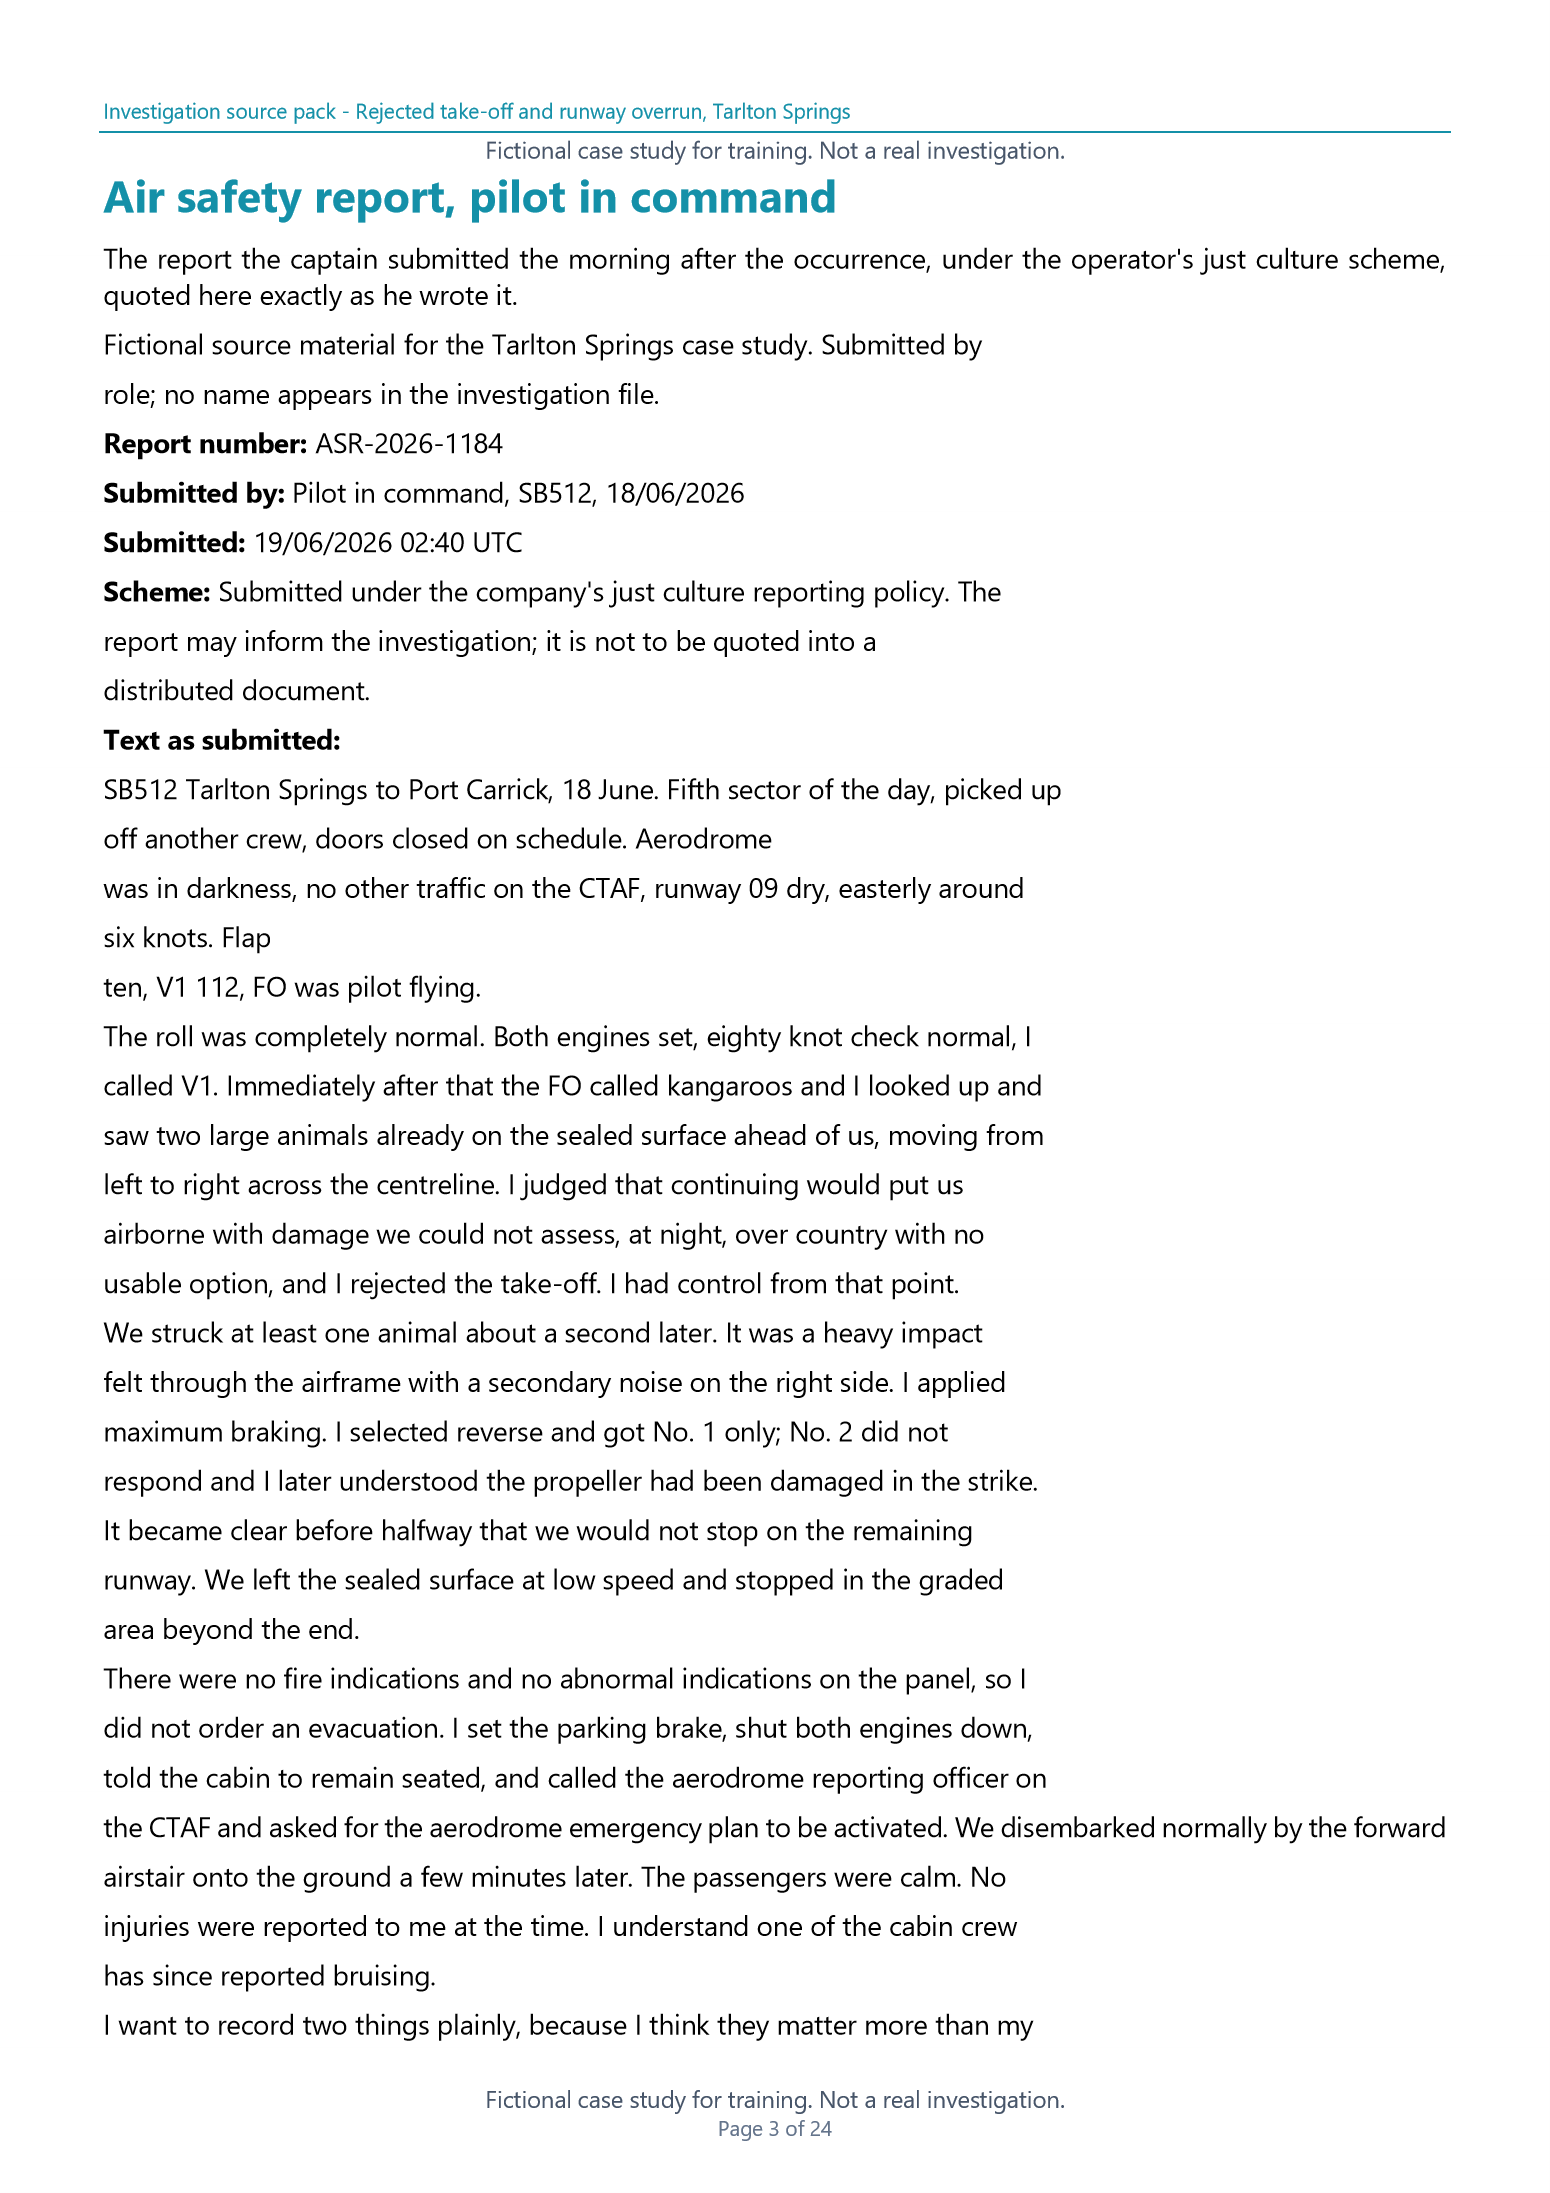 Investigation source pack - Rejected take-off and runway overrun, Tarlton Springs
Fictional case study for training. Not a real investigation.
Air safety report, pilot in command
The report the captain submitted the morning after the occurrence, under the operator's just culture scheme,
quoted here exactly as he wrote it.
Fictional source material for the Tarlton Springs case study. Submitted by
role; no name appears in the investigation file.
Report number: ASR-2026-1184
Submitted by: Pilot in command, SB512, 18/06/2026
Submitted: 19/06/2026 02:40 UTC
Scheme: Submitted under the company's just culture reporting policy. The
report may inform the investigation; it is not to be quoted into a
distributed document.
Text as submitted:
SB512 Tarlton Springs to Port Carrick, 18 June. Fifth sector of the day, picked up
off another crew, doors closed on schedule. Aerodrome
was in darkness, no other traffic on the CTAF, runway 09 dry, easterly around
six knots. Flap
ten, V1 112, FO was pilot flying.
The roll was completely normal. Both engines set, eighty knot check normal, I
called V1. Immediately after that the FO called kangaroos and I looked up and
saw two large animals already on the sealed surface ahead of us, moving from
left to right across the centreline. I judged that continuing would put us
airborne with damage we could not assess, at night, over country with no
usable option, and I rejected the take-off. I had control from that point.
We struck at least one animal about a second later. It was a heavy impact
felt through the airframe with a secondary noise on the right side. I applied
maximum braking. I selected reverse and got No. 1 only; No. 2 did not
respond and I later understood the propeller had been damaged in the strike.
It became clear before halfway that we would not stop on the remaining
runway. We left the sealed surface at low speed and stopped in the graded
area beyond the end.
There were no fire indications and no abnormal indications on the panel, so I
did not order an evacuation. I set the parking brake, shut both engines down,
told the cabin to remain seated, and called the aerodrome reporting officer on
the CTAF and asked for the aerodrome emergency plan to be activated. We disembarked normally by the forward
airstair onto the ground a few minutes later. The passengers were calm. No
injuries were reported to me at the time. I understand one of the cabin crew
has since reported bruising.
I want to record two things plainly, because I think they matter more than my
Fictional case study for training. Not a real investigation.
Page 3 of 24